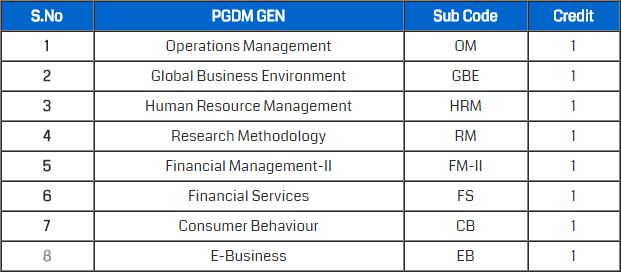 S.No PGDM GEN Sub Code Credit
1 Operations Management OM 1
2 Global Business Environment GBE 1
3 Human Resource Management HRM 1
4 Research Methodology RM 1
5 Financial Management-II FM-II 1
6 Financial Services FS 1
7 Consumer Behaviour CB 1
8 E-Business EB 1